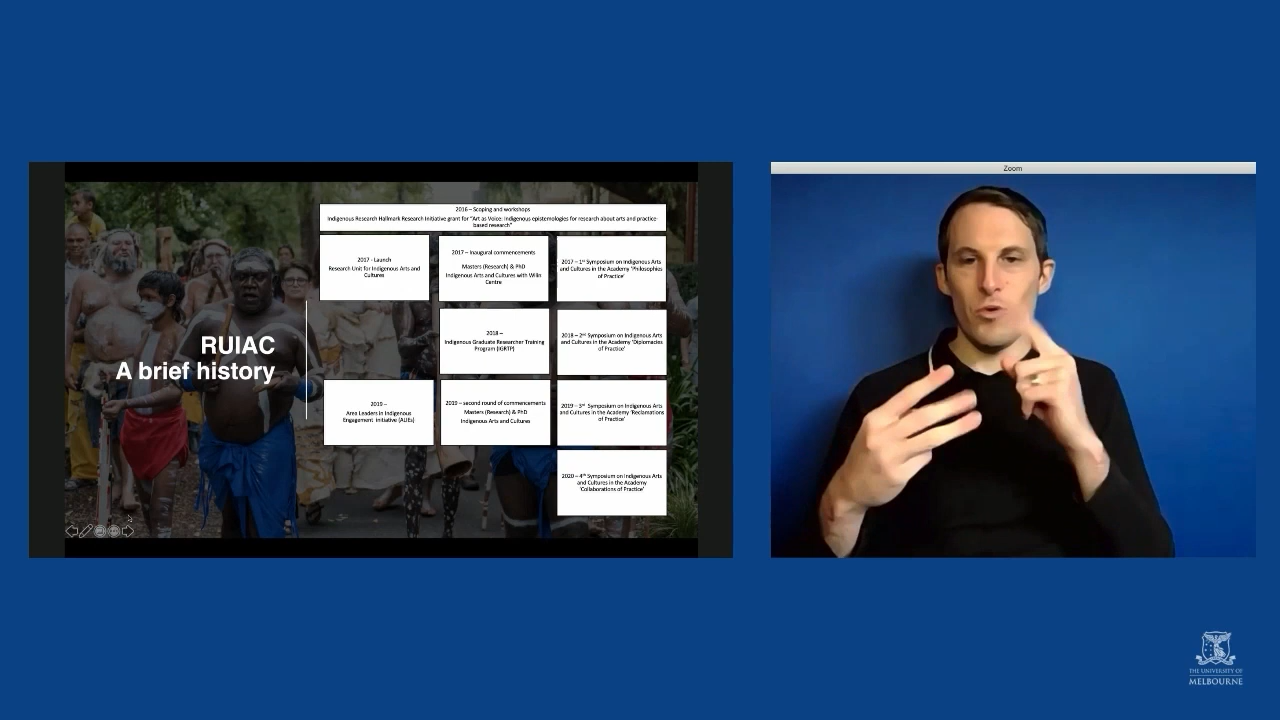 Zoom
2016 – Scoping and workshops
Indigenous Research Hallmark Research Initiative grant for "Art as Voice: Indigenous epistemologies for research about arts and practice-
based research"
2017 - Launch
Research Unit for Indigenous Arts and
Cultures
2017 – Inaugural commencements
Masters (Research) & PhD
Indigenous Arts and Cultures with Wilin
Centre
2017 – 1st Symposium on Indigenous Arts
and Cultures in the Academy 'Philosophies
of Practice'
2018 –
Indigenous Graduate Researcher Training
Program (IGRTP)
2018 – 2nd Symposium on Indigenous Arts
and Cultures in the Academy 'Diplomacies
of Practice'
RUIAC
A brief history
2019 –
Area Leaders in Indigenous
Engagement initiative (ALIEs)
2019 – second round of commencements
Masters (Research) & PhD
Indigenous Arts and Cultures
2019 – 3rd Symposium on Indigenous Arts
and Cultures in the Academy 'Reclamations
of Practice'
2020 – 4th Symposium on Indigenous Arts
and Cultures in the Academy
'Collaborations of Practice'
THE UNIVERSITY OF
MELBOURNE